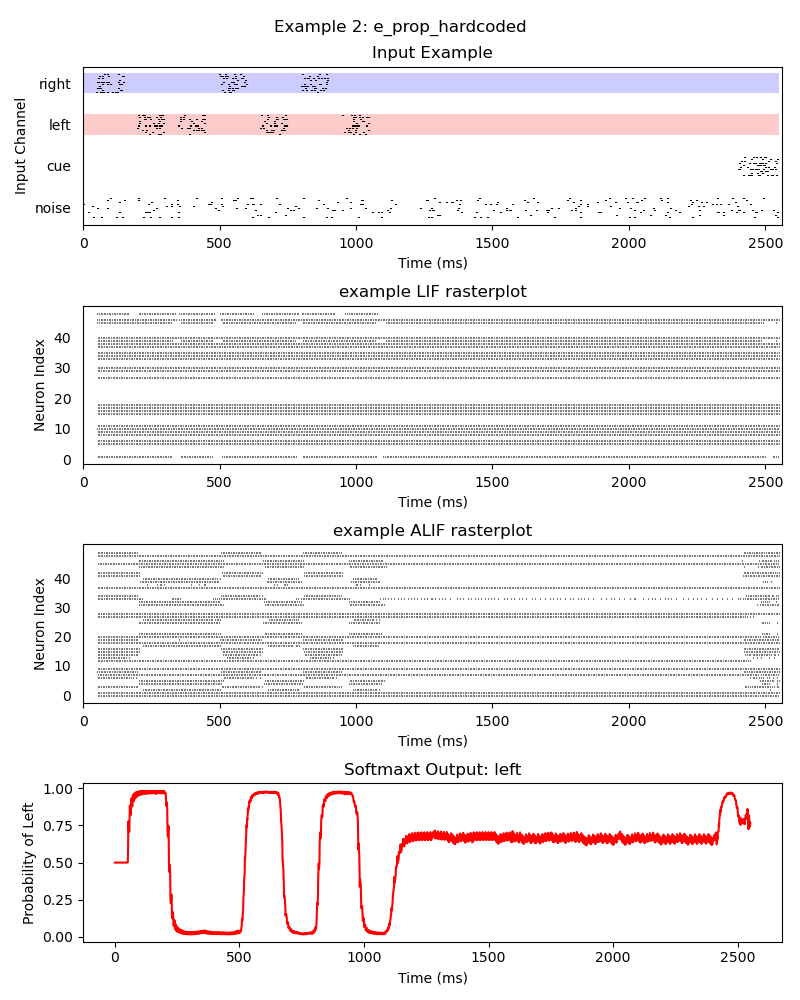 Example 2: e_prop_hardcoded
Input Example
Input Channel
right
left
cue
noise
0 500 1000 1500 2000 2500
Time (ms)
example LIF rasterplot
Neuron Index
40
30
20
10
0
0 500 1000 1500 2000 2500
Time (ms)
example ALIF rasterplot
Neuron Index
40
30
20
10
0
0 500 1000 1500 2000 2500
Time (ms)
Softmaxt Output: left
Probability of Left
1.00
0.75
0.50
0.25
0.00
0 500 1000 1500 2000 2500
Time (ms)